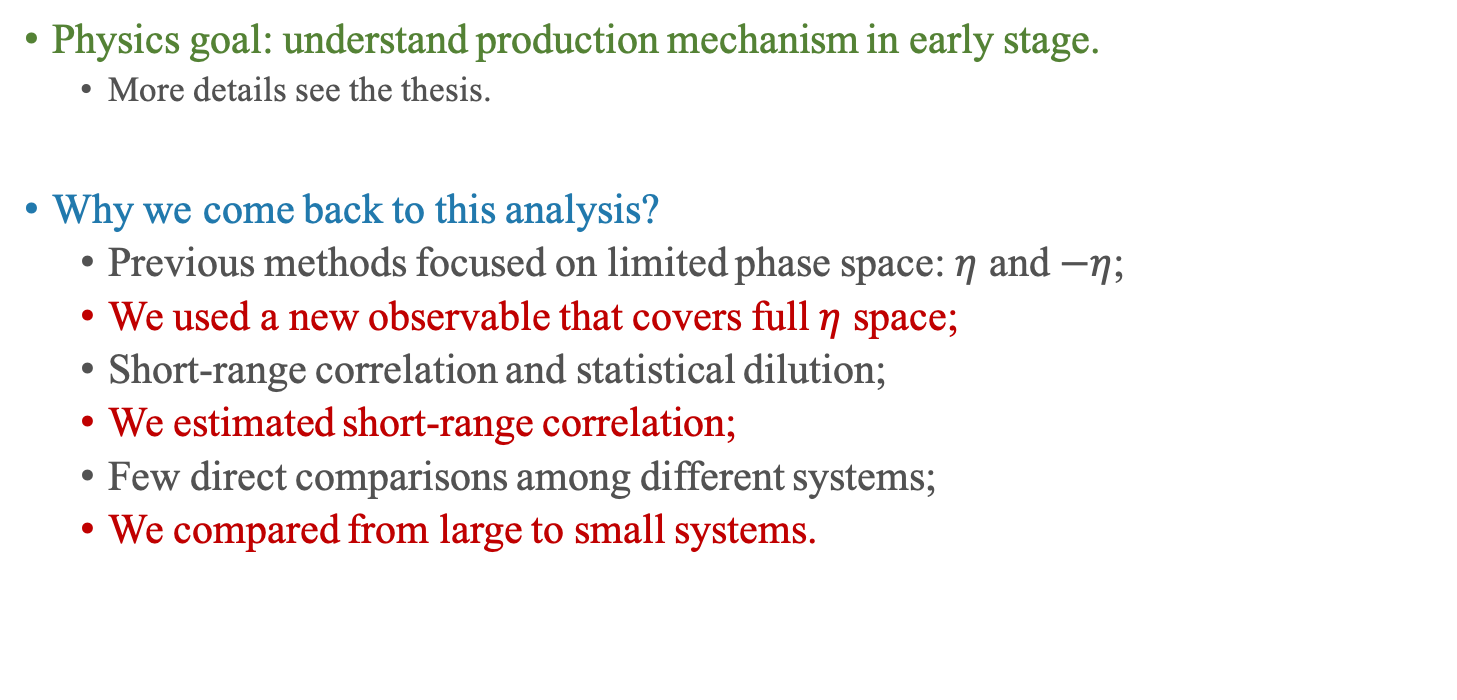 • Physics goal: understand production mechanism in early stage.
• More details see the thesis.
• Why we come back to this analysis?
• Previous methods focused on limited phase space: η and −η;
• We used a new observable that covers full η space;
• Short-range correlation and statistical dilution;
• We estimated short-range correlation;
• Few direct comparisons among different systems;
• We compared from large to small systems.